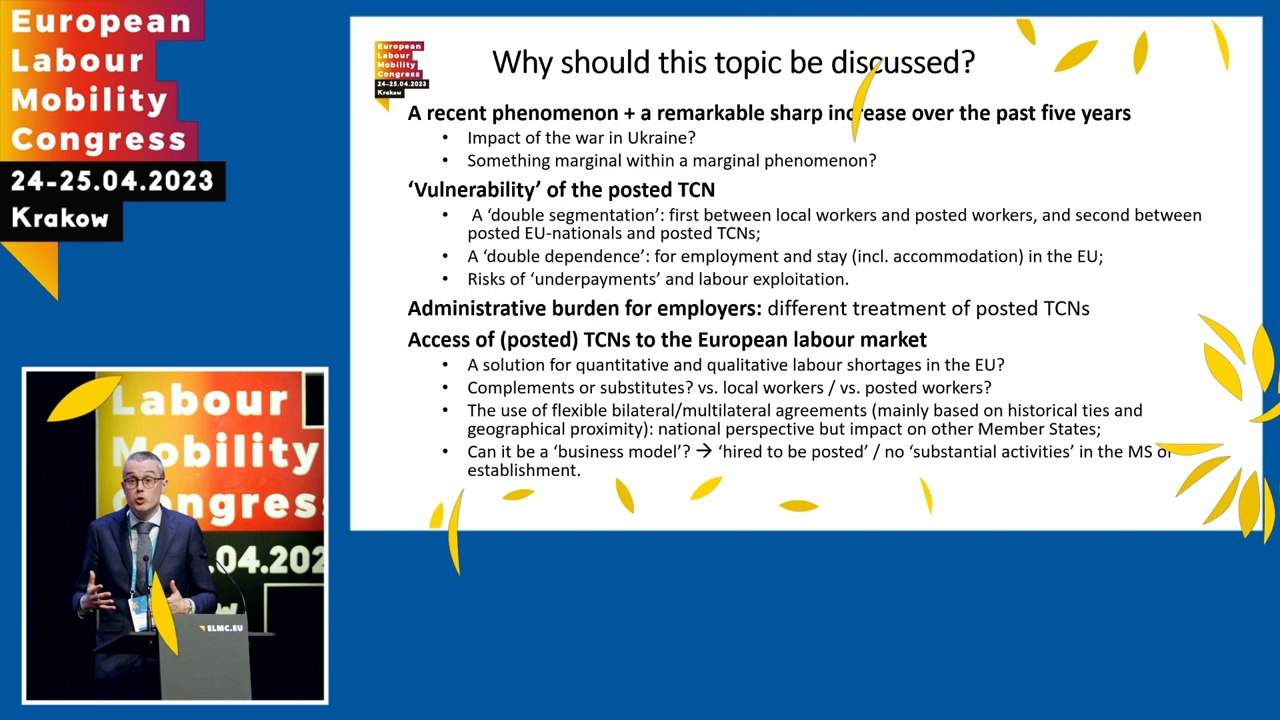 European
Labour
Mobility
Congress
24-25.04.2023
Krakow
European
Labour
Mobility
Congress
24-25.04.2023
Krakow
Why should this topic be discussed?
A recent phenomenon + a remarkable sharp increase over the past five years
• Impact of the war in Ukraine?
• Something marginal within a marginal phenomenon?
‘Vulnerability’ of the posted TCN
• A ‘double segmentation’: first between local workers and posted workers, and second between
posted EU-nationals and posted TCNs;
• A ‘double dependence’: for employment and stay (incl. accommodation) in the EU;
• Risks of ‘underpayments’ and labour exploitation.
Administrative burden for employers: different treatment of posted TCNs
Access of (posted) TCNs to the European labour market
• A solution for quantitative and qualitative labour shortages in the EU?
• Complements or substitutes? vs. local workers / vs. posted workers?
• The use of flexible bilateral/multilateral agreements (mainly based on historical ties and
geographical proximity): national perspective but impact on other Member States;
• Can it be a ‘business model’? → ‘hired to be posted’ / no ‘substantial activities’ in the MS of
establishment.
Labour
Mobility
ongress
.04.202
ELMC.EU